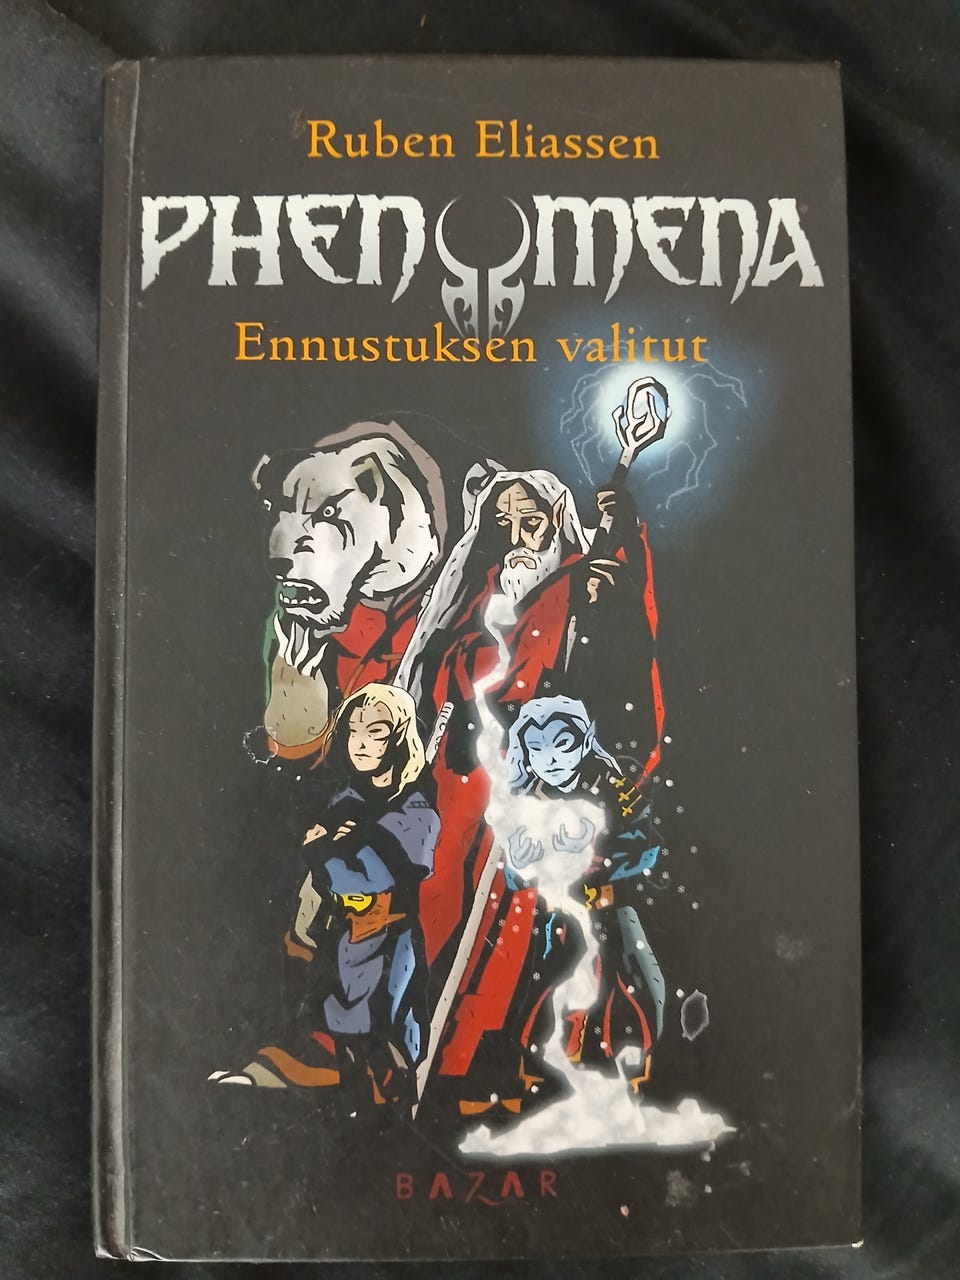 Ruben Eliassen
PHENOMENA
Ennustuksen valitut
BAZAR